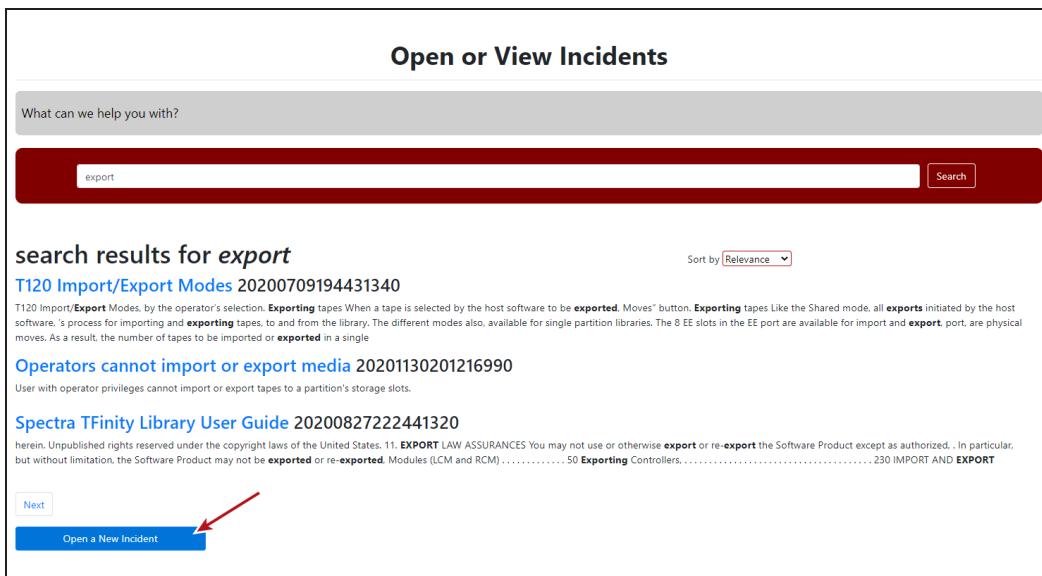 Open or View Incidents
What can we help you with?
export
Search
search results for export
Sort by Relevance
T120 Import/Export Modes 20200709194431340
T120 Import/Export Modes, by the operator's selection. Exporting tapes When a tape is selected by the host software to be exported, Moves” button. Exporting tapes Like the Shared mode, all exports initiated by the host
software, 's process for importing and exporting tapes, to and from the library. The different modes also, available for single partition libraries. The 8 EE slots in the EE port are available for import and export, port, are physical
moves. As a result, the number of tapes to be imported or exported in a single
Operators cannot import or export media 20201130201216990
User with operator privileges cannot import or export tapes to a partition's storage slots.
Spectra TFinity Library User Guide 20200827222441320
herein. Unpublished rights reserved under the copyright laws of the United States. 11. EXPORT LAW ASSURANCES You may not use or otherwise export or re-export the Software Product except as authorized, . In particular,
but without limitation, the Software Product may not be exported or re-exported, Modules (LCM and RCM) . . . . . . . . . . . . . 50 Exporting Controllers, . . . . . . . . . . . . . . . . . . . . . . . . . . . . . . . . . . . . . . . 230 IMPORT AND EXPORT
Next
Open a New Incident